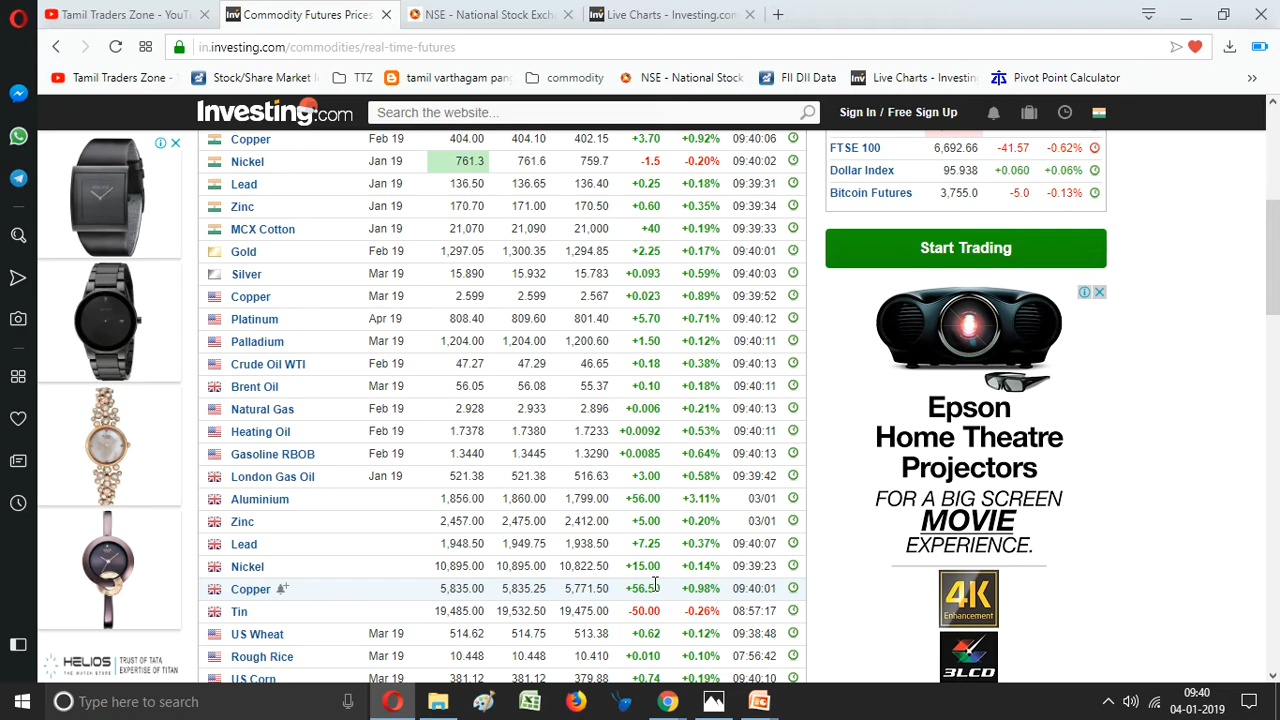 Tamil Traders Zone - YouT
Commodity Futures Prices
NSE - National Stock Exch
Live Charts - Investing.com
in.investing.com/commodities/real-time-futures
Tamil Traders Zone -
Stock/Share Market I
TTZ
tamil varthagam pan
commodity
NSE - National Stock
FII DII Data
Live Charts - Investin
Pivot Point Calculator
Investing.com
Search the website...
Sign In / Free Sign Up
Copper Feb 19 404.00 404.10 402.15 +3.70 +0.92% 09:40:06
Nickel Jan 19 761.3 761.6 759.7 -1.5 -0.20% 09:40:02
Lead Jan 19 136.50 136.65 136.40 +0.25 +0.18% 09:39:31
Zinc Jan 19 170.70 171.00 170.50 +0.60 +0.35% 09:39:34
MCX Cotton Jan 19 21,070 21,090 21,000 +40 +0.19% 09:39:33
Gold Feb 19 1,297.05 1,300.35 1,294.85 +2.25 +0.17% 09:40:01
Silver Mar 19 15.890 15.932 15.783 +0.093 +0.59% 09:40:03
Copper Mar 19 2.599 2.599 2.567 +0.023 +0.89% 09:39:52
Platinum Apr 19 808.40 809.60 801.40 +5.70 +0.71% 09:40:12
Palladium Mar 19 1,204.00 1,204.00 1,200.60 +1.50 +0.12% 09:40:11
Crude Oil WTI Feb 19 47.27 47.29 46.65 +0.18 +0.38% 09:40:13
Brent Oil Mar 19 56.05 56.08 55.37 +0.10 +0.18% 09:40:11
Natural Gas Feb 19 2.928 2.933 2.896 +0.006 +0.21% 09:40:13
Heating Oil Feb 19 1.7378 1.7380 1.7233 +0.0092 +0.53% 09:40:11
Gasoline RBOB Feb 19 1.3440 1.3445 1.3290 +0.0085 +0.64% 09:40:13
London Gas Oil Jan 19 521.38 521.38 516.63 +3.00 +0.58% 09:39:42
Aluminium 1,856.00 1,860.00 1,799.00 +56.00 +3.11% 03/01
Zinc 2,457.00 2,475.00 2,412.00 +5.00 +0.20% 03/01
Lead 1,948.50 1,949.75 1,938.50 +7.25 +0.37% 09:40:07
Nickel 10,895.00 10,895.00 10,822.50 +15.00 +0.14% 09:39:23
Copper 5,835.00 5,835.25 5,771.50 +56.50 +0.98% 09:40:01
Tin 19,485.00 19,532.50 19,475.00 -50.00 -0.26% 08:57:17
US Wheat Mar 19 514.62 514.75 513.38 +0.62 +0.12% 09:38:48
Rough Rice Mar 19 10.448 10.448 10.410 +0.010 +0.10% 07:56:42
+0.74 +0.19% 09:40:10
FTSE 100 6,692.66 -41.57 -0.62%
Dollar Index 95.938 +0.060 +0.06%
Bitcoin Futures 3,755.0 -5.0 -0.13%
Start Trading
Epson
Home Theatre
Projectors
FOR A BIG SCREEN
MOVIE
EXPERIENCE.
4K
Enhancement
3LCD
HELIOS
THE WATCH STORE
TRUST OF TATA
EXPERTISE OF TITAN
Type here to search
09:40
04-01-2019